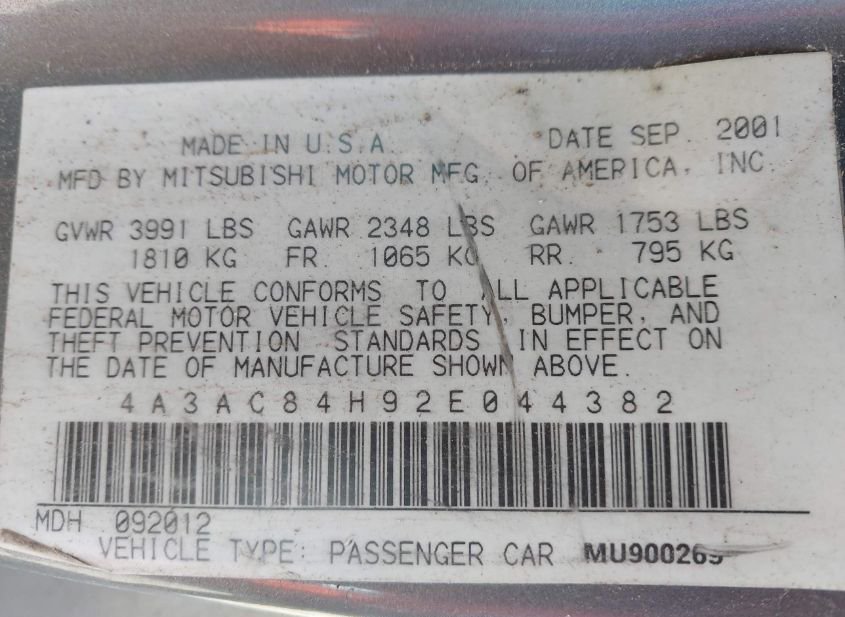 MADE IN U.S.A. DATE SEP. 2001
MFD BY MITSUBISHI MOTOR MFG. OF AMERICA, INC.
GVWR 3991 LBS GAWR 2348 LBS GAWR 1753 LBS
1810 KG FR. 1065 KG RR. 795 KG
THIS VEHICLE CONFORMS TO ALL APPLICABLE
FEDERAL MOTOR VEHICLE SAFETY, BUMPER, AND
THEFT PREVENTION STANDARDS IN EFFECT ON
THE DATE OF MANUFACTURE SHOWN ABOVE.
4A3AC84H92E044382
MDH 092012
VEHICLE TYPE: PASSENGER CAR MU900269